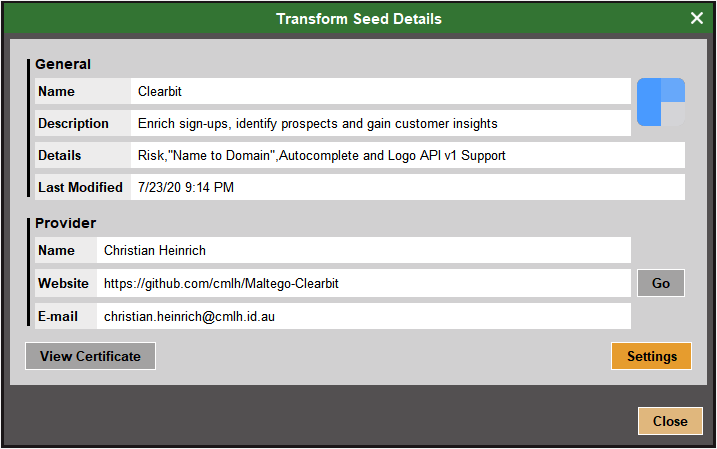 Transform Seed Details
General
Name Clearbit
Description Enrich sign-ups, identify prospects and gain customer insights
Details Risk,"Name to Domain",Autocomplete and Logo API v1 Support
Last Modified 7/23/20 9:14 PM
Provider
Name Christian Heinrich
Website https://github.com/cmlh/Maltego-Clearbit Go
E-mail christian.heinrich@cmlh.id.au
View Certificate Settings
Close